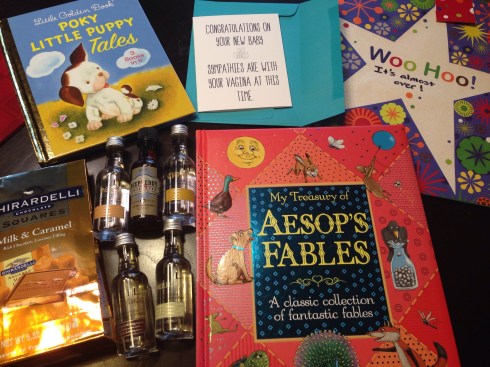 Little Golden Book
POKY
LITTLE PUPPY
Tales
CONGRATULATIONS ON
YOUR NEW BABY
SYMPATHIES ARE WITH
YOUR VAGINA AT THIS
TIME.
WOO HOO!
It's almost
over!
GHIRARDELLI
CHOCOLATE
SQUARES
Milk & Caramel
GHIRARDELLI
My Treasury of
AESOP'S
FABLES
A classic collection
of fantastic fables